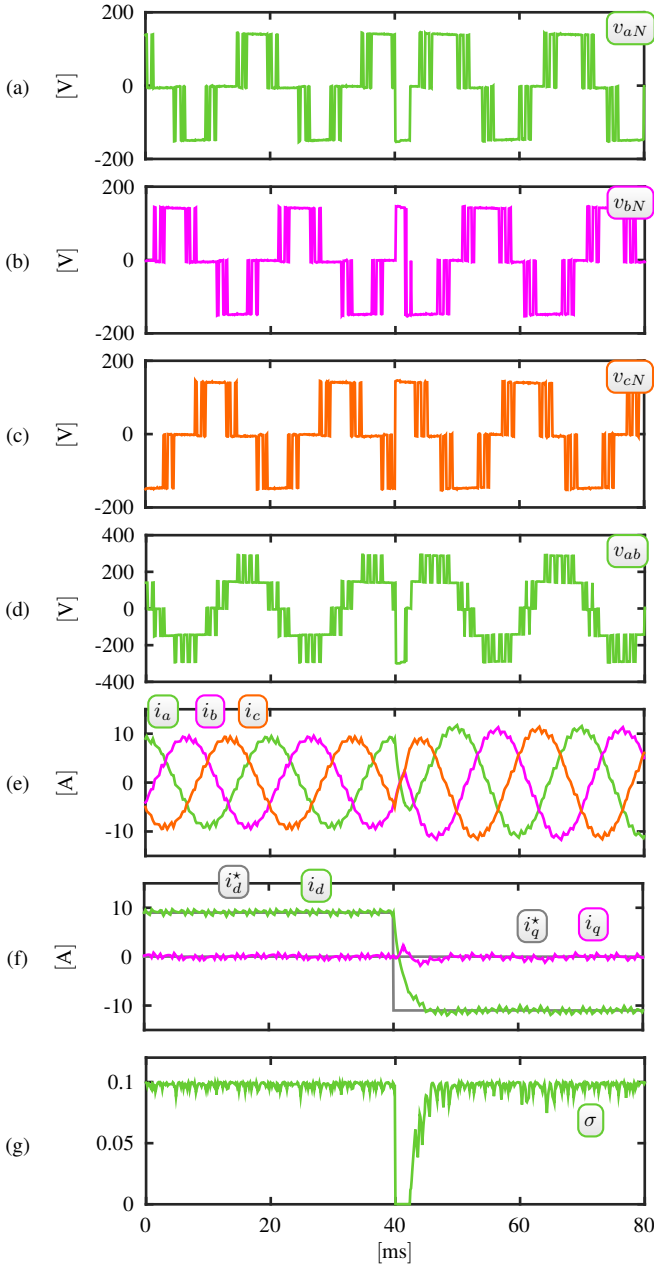 200
v_{aN}
(a)
[V]
0
-200
200
v_{bN}
(b)
[V]
0
-200
200
v_{cN}
(c)
[V]
0
-200
400
v_{ab}
200
(d)
[V]
0
-200
-400
i_a i_b i_c
10
(e)
[A]
0
-10
i_d^⋆ i_d
10
i_q^⋆ i_q
(f)
[A]
0
-10
0.1
σ
(g)
0.05
0
0 20 40 60 80
[ms]